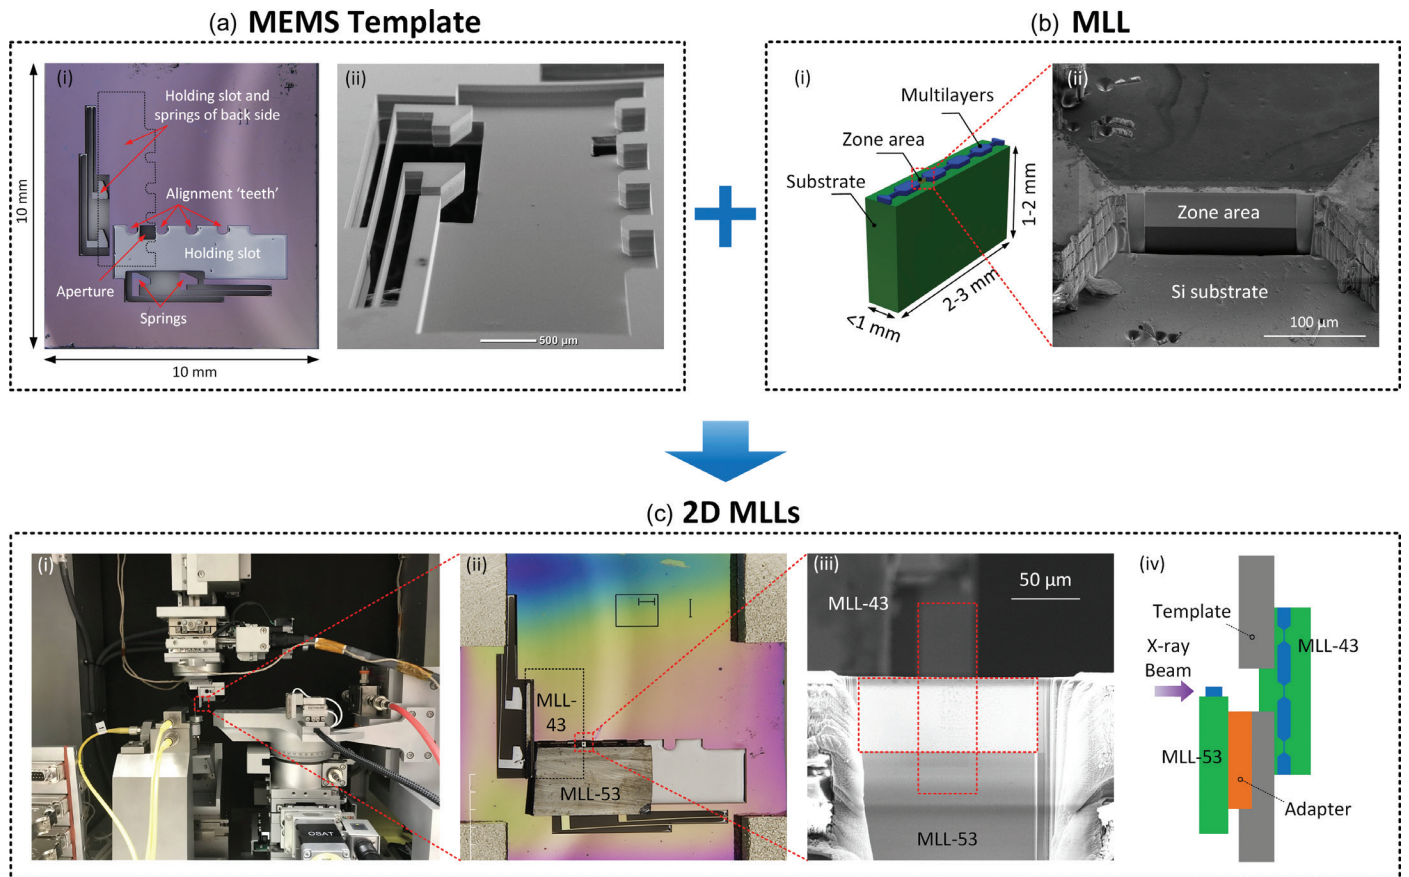 (a) MEMS Template
(b) MLL
(i)
Holding slot and
springs of back side
Alignment ‘teeth’
Holding slot
Aperture
Springs
10 mm
10 mm
(ii)
500 µm
(i)
Multilayers
Zone area
Substrate
1-2 mm
2-3 mm
<1 mm
(ii)
Zone area
Si substrate
100 µm
(c) 2D MLLs
(i)
OSAT
(ii)
MLL-
43
MLL-53
(iii)
MLL-43
50 µm
MLL-53
(iv)
Template
X-ray
Beam
MLL-43
MLL-53
Adapter